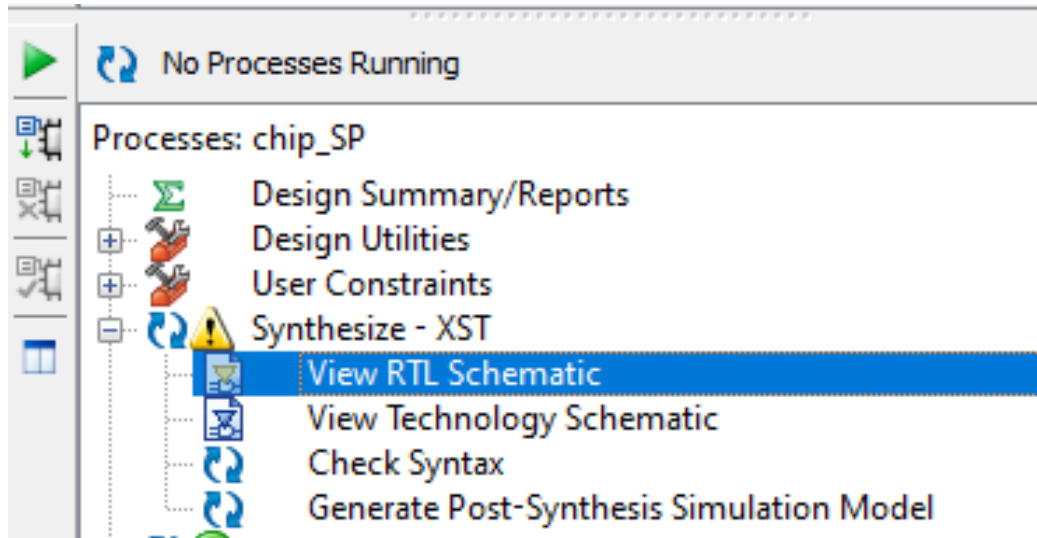 No Processes Running
Processes: chip_SP
Design Summary/Reports
Design Utilities
User Constraints
Synthesize - XST
View RTL Schematic
View Technology Schematic
Check Syntax
Generate Post-Synthesis Simulation Model